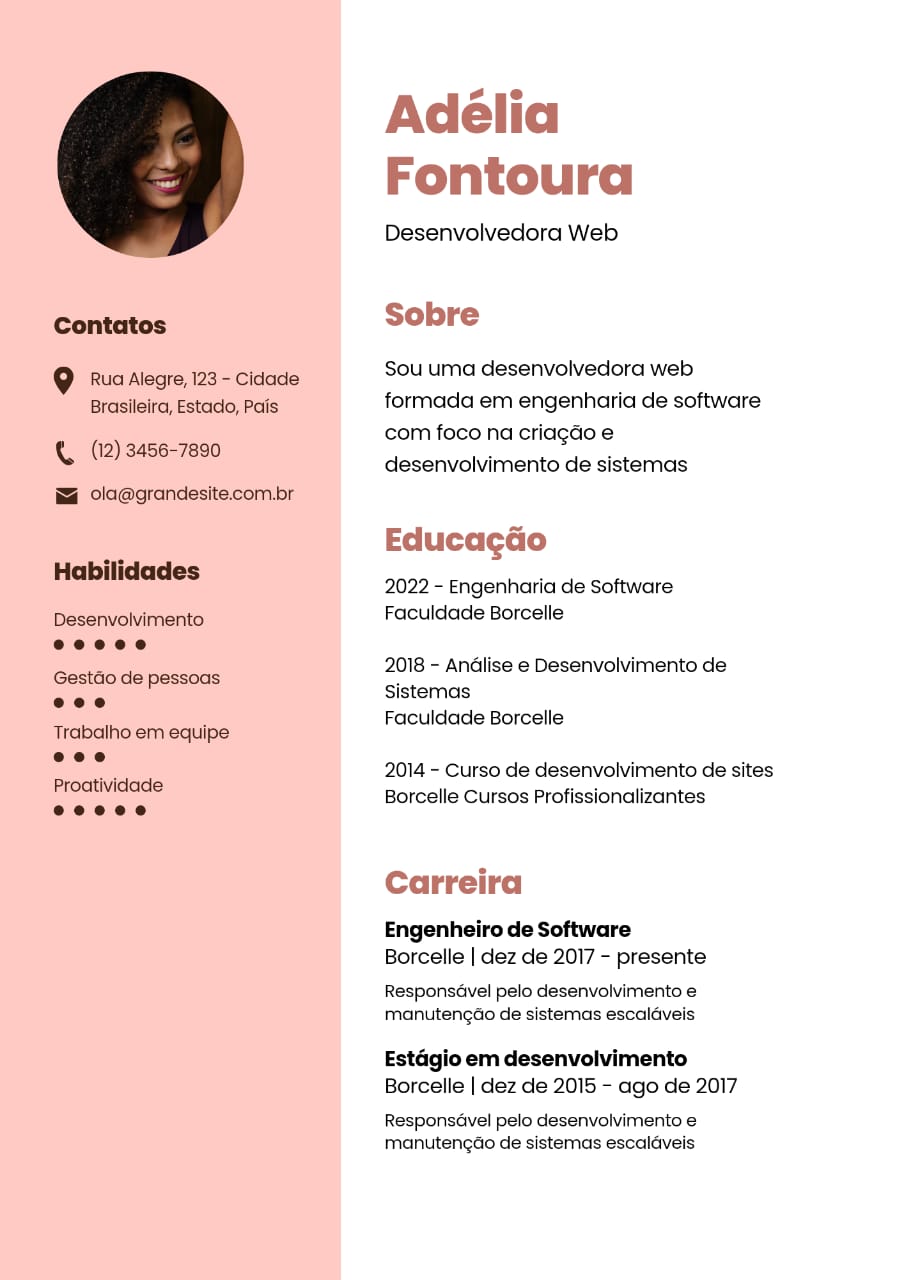 Adélia
Fontoura
Desenvolvedora Web
Contatos
Rua Alegre, 123 - Cidade
Brasileira, Estado, País
(12) 3456-7890
ola@grandesite.com.br
Habilidades
Desenvolvimento
Gestão de pessoas
Trabalho em equipe
Proatividade
Sobre
Sou uma desenvolvedora web
formada em engenharia de software
com foco na criação e
desenvolvimento de sistemas
Educação
2022 - Engenharia de Software
Faculdade Borcelle
2018 - Análise e Desenvolvimento de
Sistemas
Faculdade Borcelle
2014 - Curso de desenvolvimento de sites
Borcelle Cursos Profissionalizantes
Carreira
Engenheiro de Software
Borcelle | dez de 2017 - presente
Responsável pelo desenvolvimento e
manutenção de sistemas escaláveis
Estágio em desenvolvimento
Borcelle | dez de 2015 - ago de 2017
Responsável pelo desenvolvimento e
manutenção de sistemas escaláveis